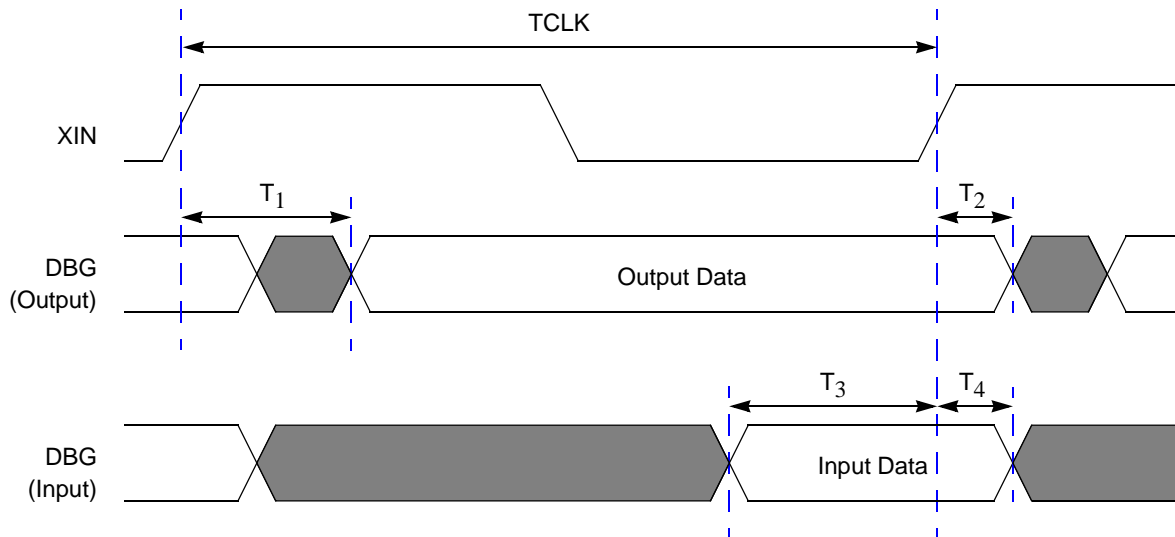 TCLK
XIN
T1
T2
DBG
(Output)
Output Data
T3
T4
DBG
(Input)
Input Data